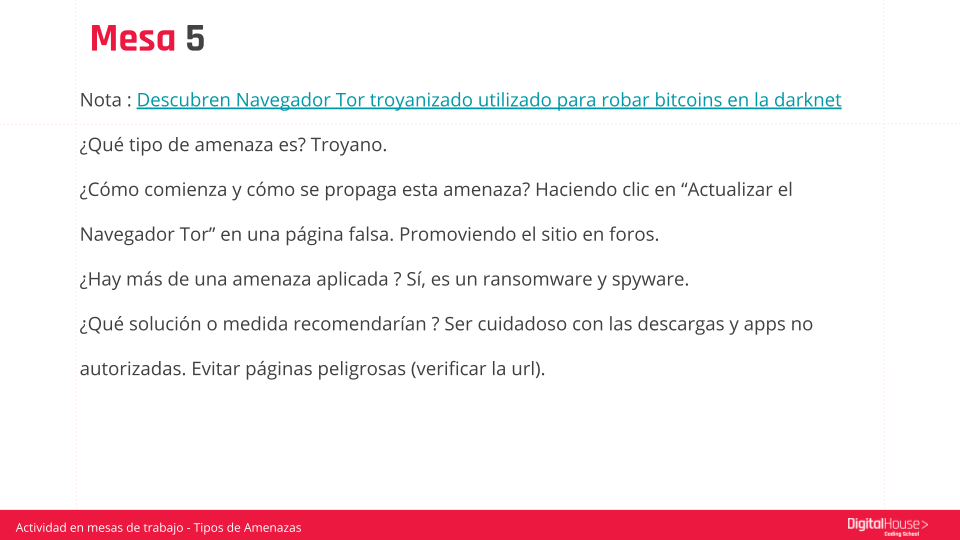 Mesa 5
Nota : Descubren Navegador Tor troyanizado utilizado para robar bitcoins en la darknet
¿Qué tipo de amenaza es? Troyano.
¿Cómo comienza y cómo se propaga esta amenaza? Haciendo clic en “Actualizar el
Navegador Tor” en una página falsa. Promoviendo el sitio en foros.
¿Hay más de una amenaza aplicada ? Sí, es un ransomware y spyware.
¿Qué solución o medida recomendarían ? Ser cuidadoso con las descargas y apps no
autorizadas. Evitar páginas peligrosas (verificar la url).
Actividad en mesas de trabajo - Tipos de Amenazas
DigitalHouse>
Coding School